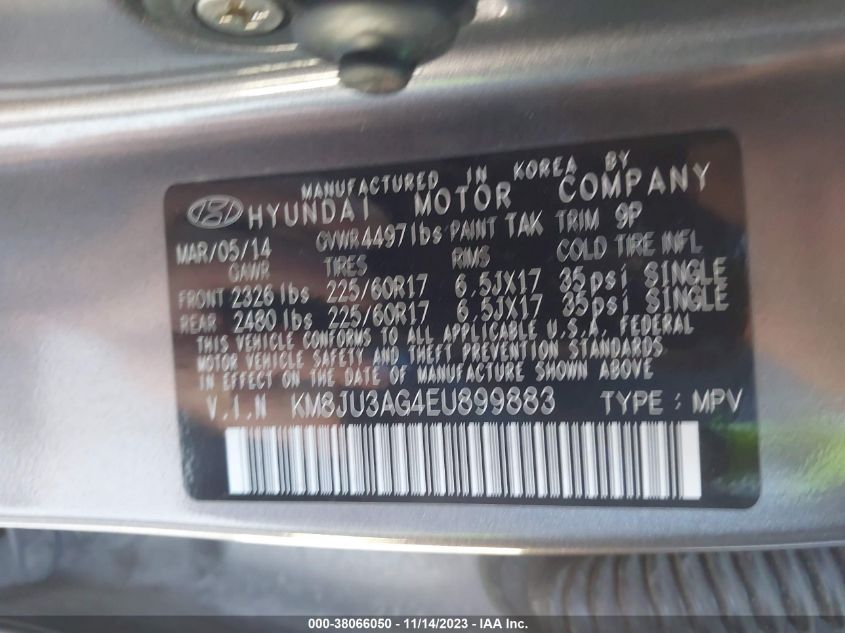 MANUFACTURED IN KOREA BY
HYUNDAI MOTOR COMPANY
MAR/05/14 GVWR4497lbs PAINT TAK TRIM 9P
GAWR TIRES RIMS COLD TIRE INFL
FRONT 2326lbs 225/60R17 6.5JX17 35psi SINGLE
REAR 2480lbs 225/60R17 6.5JX17 35psi SINGLE
THIS VEHICLE CONFORMS TO ALL APPLICABLE U.S.A. FEDERAL
MOTOR VEHICLE SAFETY AND THEFT PREVENTION STANDARDS
IN EFFECT ON THE DATE OF MANUFACTURE SHOWN ABOVE.
V.I.N KM8JU3AG4EU899883 TYPE : MPV
000-38066050 - 11/14/2023 - IAA Inc.